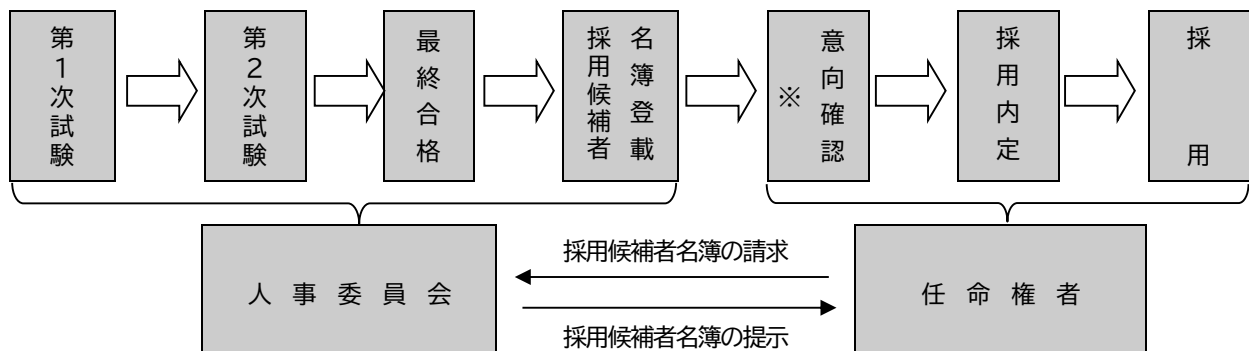 第１次試験
第２次試験
最終合格
採用候補者
名簿登載
※意向確認
採用内定
採用
人事委員会
採用候補者名簿の請求
採用候補者名簿の提示
任命権者